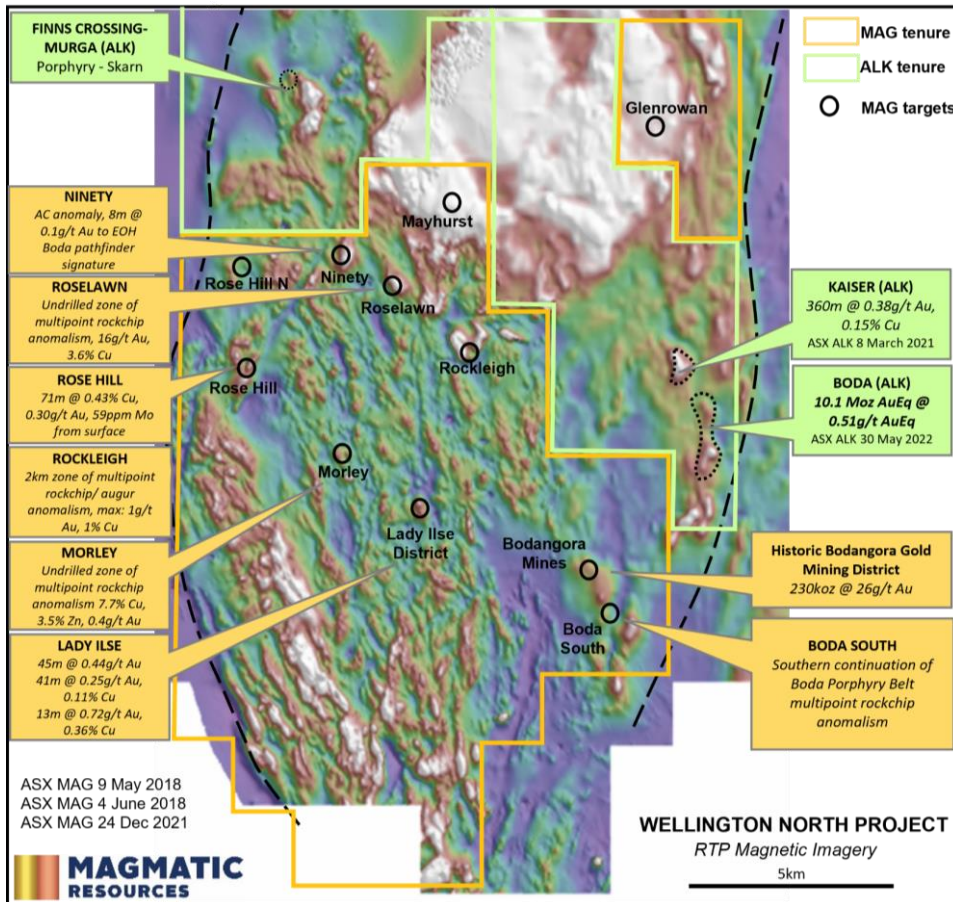 FINNS CROSSING-
MURGA (ALK)
Porphyry - Skarn
MAG tenure
ALK tenure
MAG targets
Glenrowan
Mayhurst
NINETY
AC anomaly, 8m @
0.1g/t Au to EOH
Boda pathfinder
signature
Rose Hill N
Ninety
Roselawn
ROSELAWN
Undrilled zone of
multipoint rockchip
anomalism, 16g/t Au,
3.6% Cu
KAISER (ALK)
360m @ 0.38g/t Au,
0.15% Cu
ASX ALK 8 March 2021
Rockleigh
Rose Hill
ROSE HILL
71m @ 0.43% Cu,
0.30g/t Au, 59ppm Mo
from surface
BODA (ALK)
10.1 Moz AuEq @
0.51g/t AuEq
ASX ALK 30 May 2022
ROCKLEIGH
2km zone of multipoint
rockchip/ augur
anomalism, max: 1g/t
Au, 1% Cu
Morley
Lady Ilse
District
MORLEY
Undrilled zone of
multipoint rockchip
anomalism 7.7% Cu,
3.5% Zn, 0.4g/t Au
Bodangora
Mines
Historic Bodangora Gold
Mining District
230koz @ 26g/t Au
Boda
South
LADY ILSE
45m @ 0.44g/t Au
41m @ 0.25g/t Au,
0.11% Cu
13m @ 0.72g/t Au,
0.36% Cu
BODA SOUTH
Southern continuation of
Boda Porphyry Belt
multipoint rockchip
anomalism
ASX MAG 9 May 2018
ASX MAG 4 June 2018
ASX MAG 24 Dec 2021
MAGMATIC
RESOURCES
WELLINGTON NORTH PROJECT
RTP Magnetic Imagery
5km